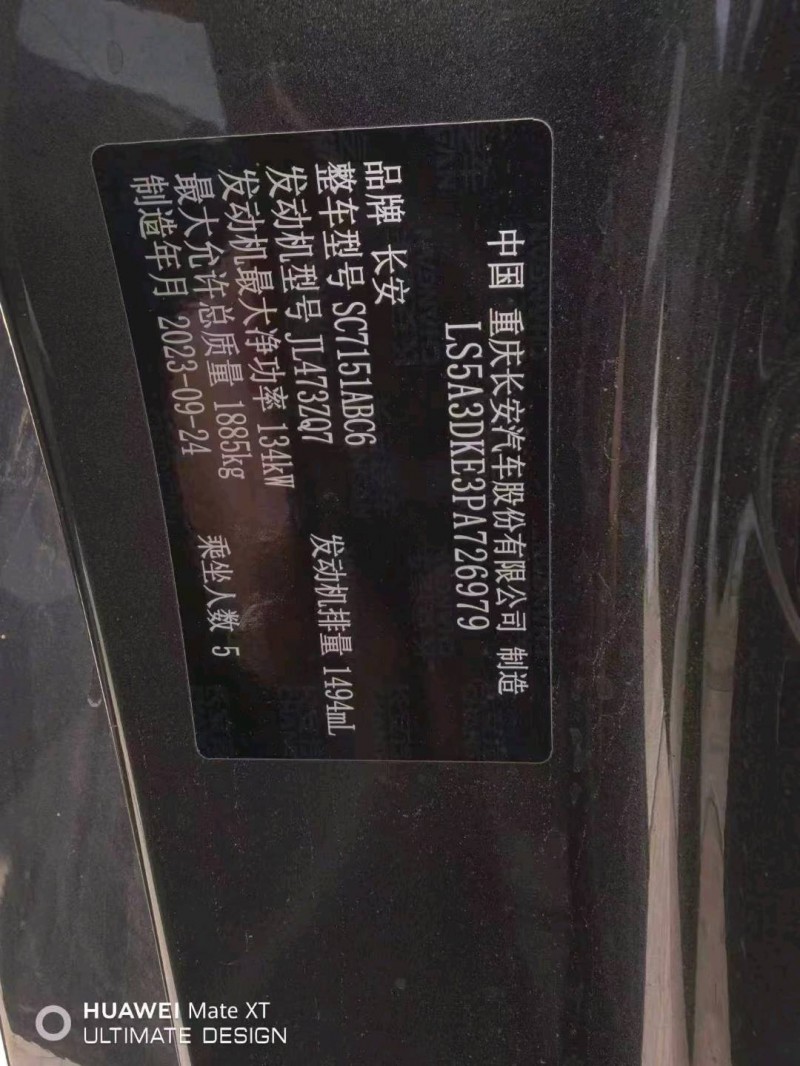 中国 重庆长安汽车股份有限公司 制造
LS5A3DKE3PA726979
品牌 长安
整车型号 SC7151ABC6
发动机型号 JL473ZQ7 发动机排量 1494mL
发动机最大净功率 134kW
最大允许总质量 1885kg 乘坐人数 5
制造年月 2023-09-24
HUAWEI Mate XT
ULTIMATE DESIGN